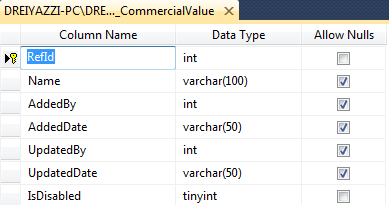 DREIYAZZI-PC\DRE..._CommercialValue
Column Name Data Type Allow Nulls
RefId int
Name varchar(100)
AddedBy int
AddedDate varchar(50)
UpdatedBy int
UpdatedDate varchar(50)
IsDisabled tinyint